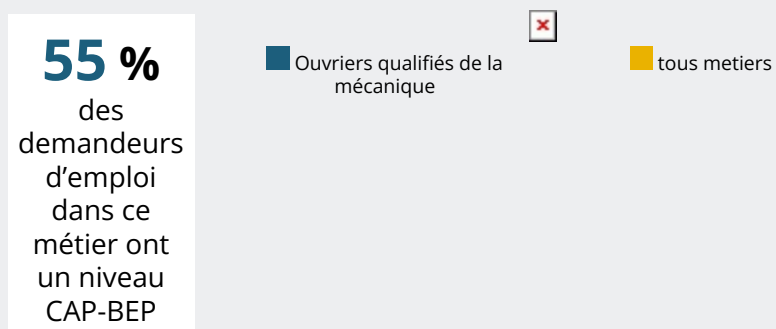 55 %
des
demandeurs
d'emploi
dans ce
métier ont
un niveau
CAP-BEP
Ouvriers qualifiés de la
mécanique
tous metiers